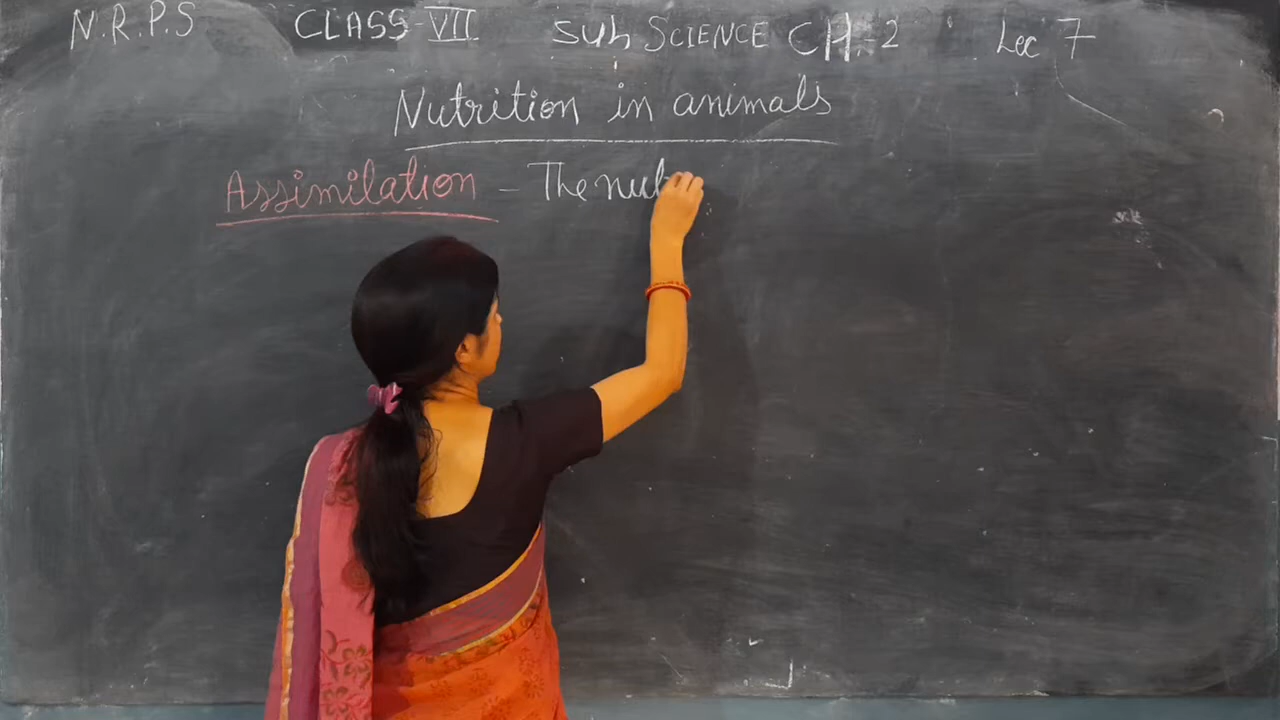 N.R.P.S CLASS-VII Sub SCIENCE CH-2 Lec 7
Nutrition in animals
Assimilation - The